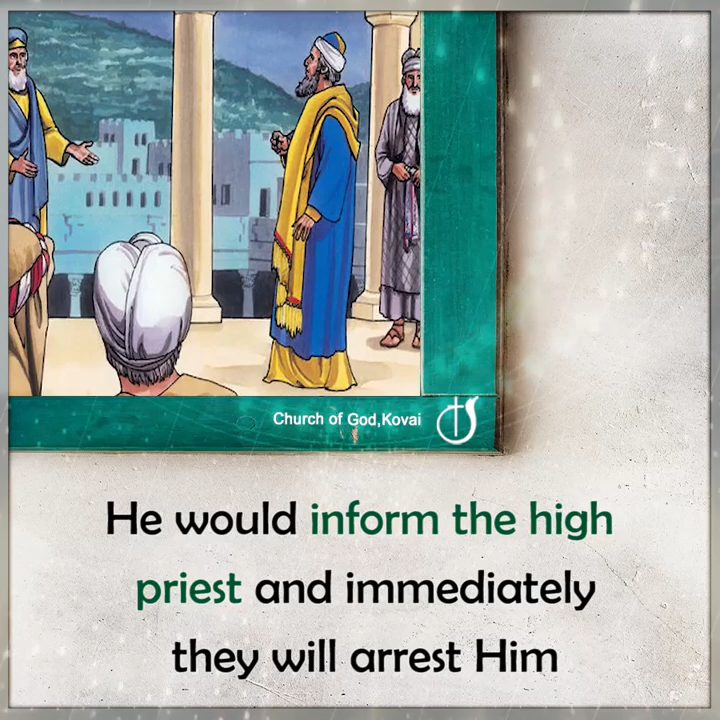 Church of God,Kovai
He would inform the high
priest and immediately
they will arrest Him